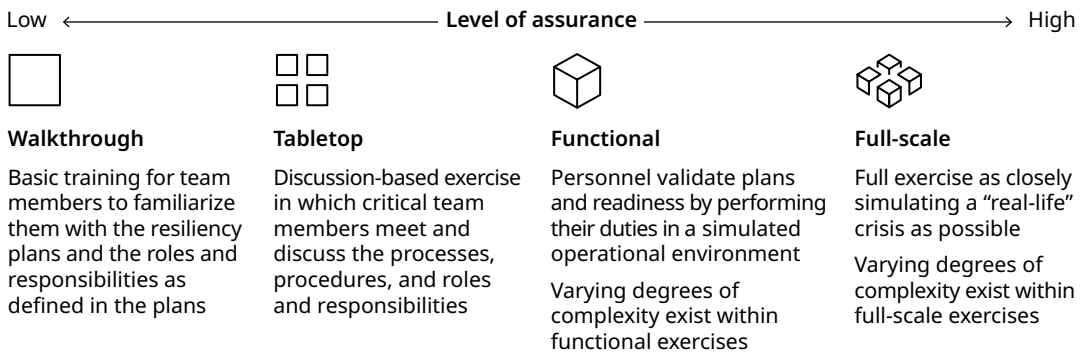 Low Level of assurance High
Walkthrough
Basic training for team
members to familiarize
them with the resiliency
plans and the roles and
responsibilities as
defined in the plans
Tabletop
Discussion-based exercise
in which critical team
members meet and
discuss the processes,
procedures, and roles
and responsibilities
Functional
Personnel validate plans
and readiness by performing
their duties in a simulated
operational environment
Varying degrees of
complexity exist within
functional exercises
Full-scale
Full exercise as closely
simulating a “real-life”
crisis as possible
Varying degrees of
complexity exist within
full-scale exercises